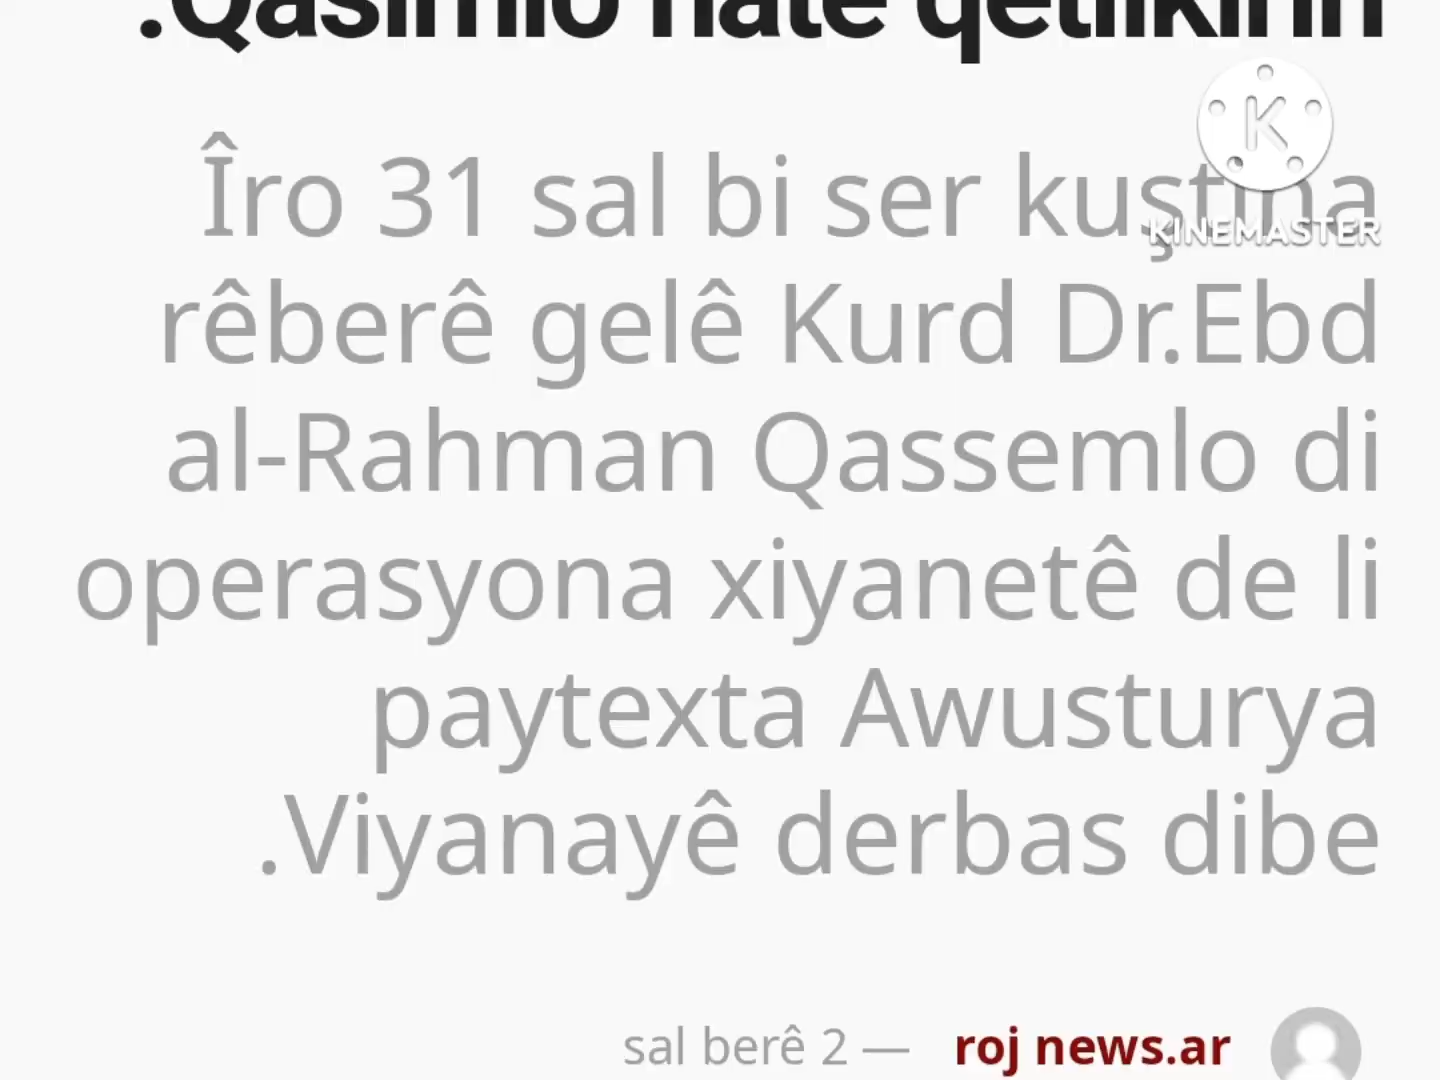 .Qasimlo hate qetilkirin
Îro 31 sal bi ser kuştina
rêberê gelê Kurd Dr.Ebd
al-Rahman Qassemlo di
operasyona xiyanetê de li
paytexta Awusturya
.Viyanayê derbas dibe
sal berê 2 — roj news.ar
K
KINEMASTER